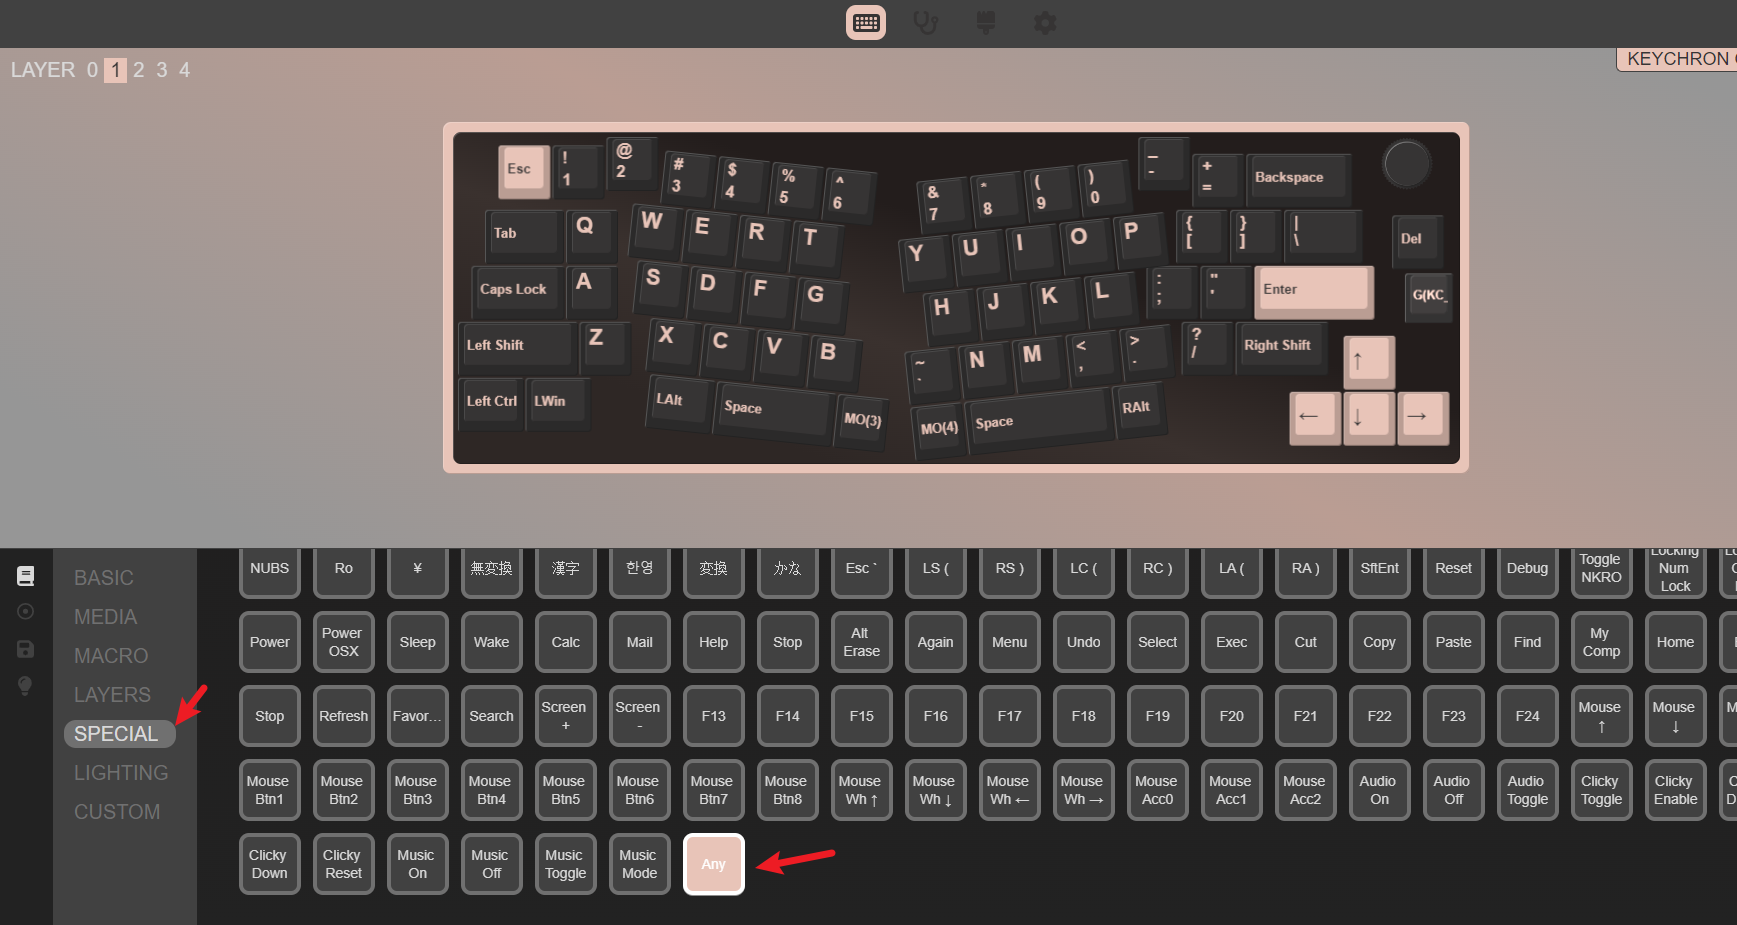 LAYER 0 1 2 3 4
KEYCHRON
Esc ! 1 @ 2 # 3 $ 4 % 5 ^ 6 & 7 * 8 ( 9 ) 0 _ - + = Backspace
Tab Q W E R T Y U I O P { [ } ] | \ Del
Caps Lock A S D F G H J K L : ; " ' Enter G(KC_
Left Shift Z X C V B ~ ` N M < , > . ? / Right Shift ↑
Left Ctrl LWin LAlt Space MO(3) MO(4) Space RAlt ← ↓ →
BASIC
MEDIA
MACRO
LAYERS
SPECIAL
LIGHTING
CUSTOM
NUBS Ro ¥ 無変換 漢字 한영 変換 かな Esc ` LS ( RS ) LC ( RC ) LA ( RA ) SftEnt Reset Debug Toggle NKRO Locking Num Lock
Power Power OSX Sleep Wake Calc Mail Help Stop Alt Erase Again Menu Undo Select Exec Cut Copy Paste Find My Comp Home
Stop Refresh Favor... Search Screen + Screen - F13 F14 F15 F16 F17 F18 F19 F20 F21 F22 F23 F24 Mouse ↑ Mouse ↓
Mouse Btn1 Mouse Btn2 Mouse Btn3 Mouse Btn4 Mouse Btn5 Mouse Btn6 Mouse Btn7 Mouse Btn8 Mouse Wh ↑ Mouse Wh ↓ Mouse Wh ← Mouse Wh → Mouse Acc0 Mouse Acc1 Mouse Acc2 Audio On Audio Off Audio Toggle Clicky Toggle Clicky Enable
Clicky Down Clicky Reset Music On Music Off Music Toggle Music Mode Any